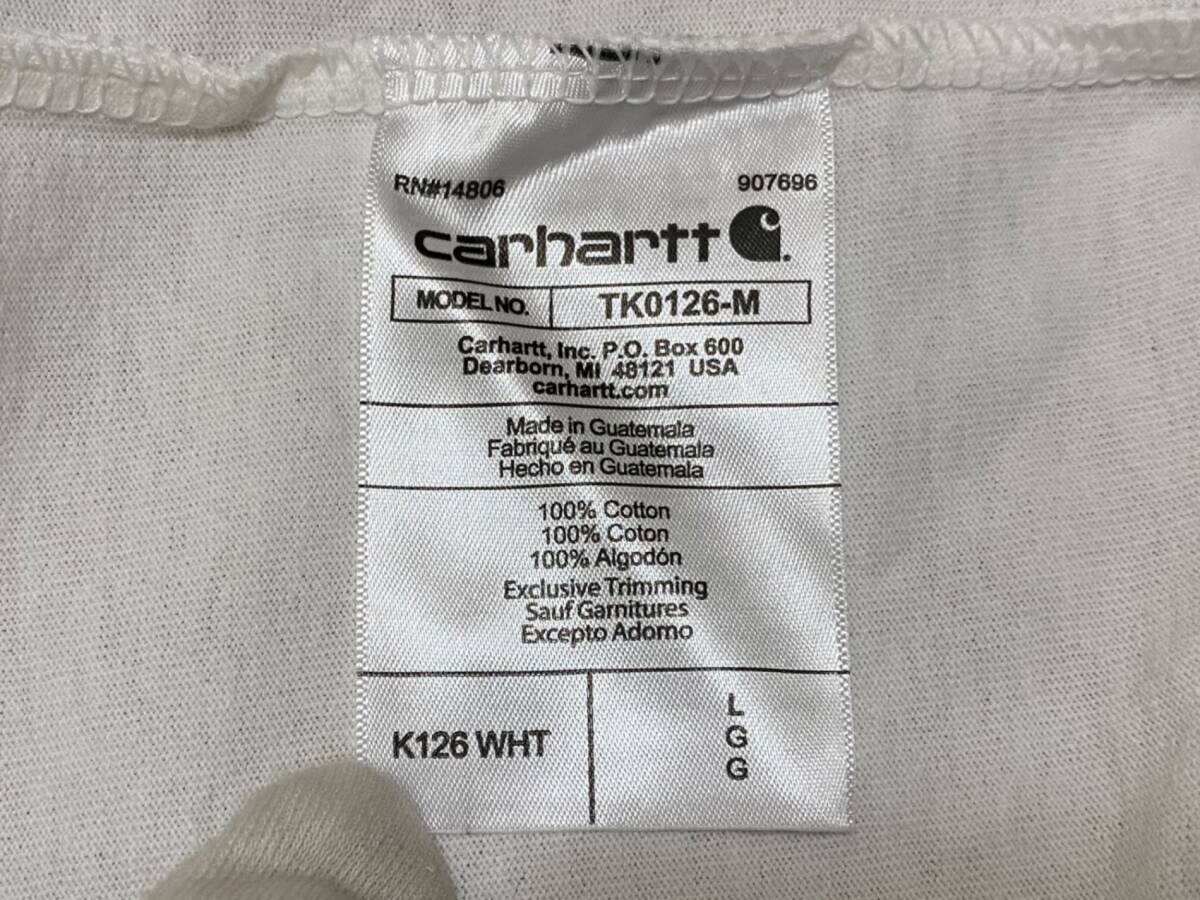 RN#14806 907696
carhartt
MODEL NO. TK0126-M
Carhartt, Inc. P.O. Box 600
Dearborn, MI 48121 USA
carhartt.com
Made in Guatemala
Fabriqué au Guatemala
Hecho en Guatemala
100% Cotton
100% Coton
100% Algodón
Exclusive Trimming
Sauf Garnitures
Excepto Adorno
K126 WHT
L
G
G